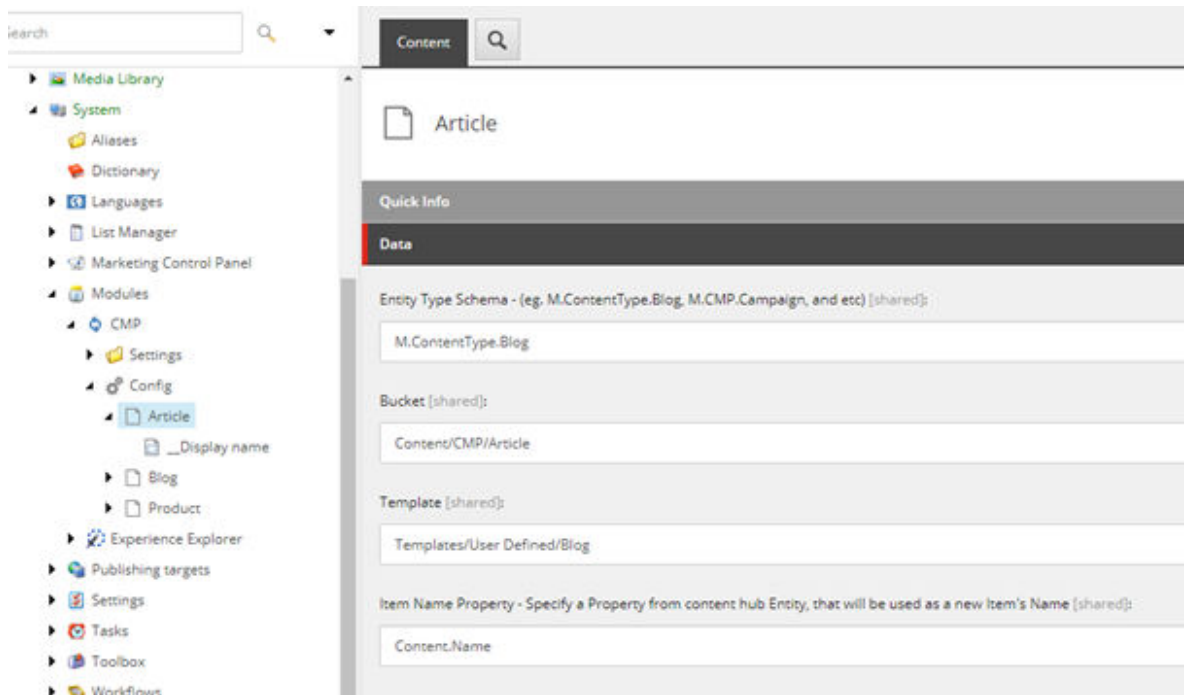 Search
Media Library
System
Aliases
Dictionary
Languages
List Manager
Marketing Control Panel
Modules
CMP
Settings
Config
Article
__Display name
Blog
Product
Experience Explorer
Publishing targets
Settings
Tasks
Toolbox
Workflows
Content
Article
Quick Info
Data
Entity Type Schema - (eg. M.ContentType.Blog, M.CMP.Campaign, and etc) [shared]:
M.ContentType.Blog
Bucket [shared]:
Content/CMP/Article
Template [shared]:
Templates/User Defined/Blog
Item Name Property - Specify a Property from content hub Entity, that will be used as a new Item's Name [shared]:
Content.Name